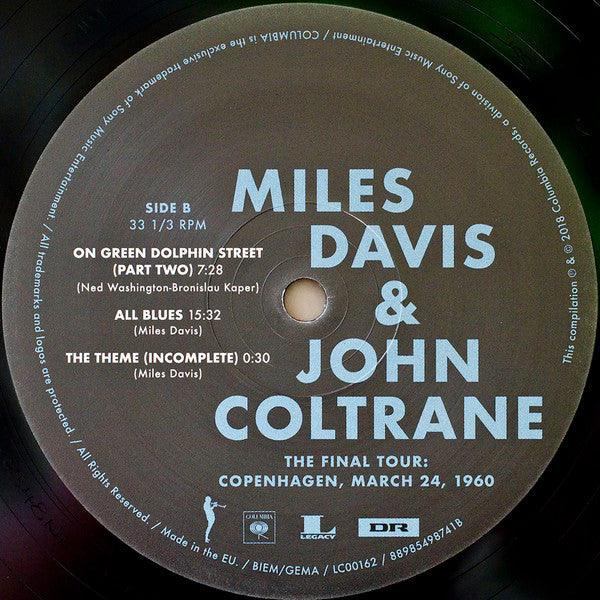 MILES
DAVIS
&
JOHN
COLTRANE
THE FINAL TOUR:
COPENHAGEN, MARCH 24, 1960
SIDE B
33 1/3 RPM
ON GREEN DOLPHIN STREET
(PART TWO) 7:28
(Ned Washington-Bronislau Kaper)
ALL BLUES 15:32
(Miles Davis)
THE THEME (INCOMPLETE) 0:30
(Miles Davis)
COLUMBIA
L
LEGACY
DR
This compilation ℗ & © 2018 Columbia Records, a division of Sony Music Entertainment / COLUMBIA is the exclusive trademark of Sony Music Entertainment / All trademarks and logos are protected. / All Rights Reserved. / Made in the EU. / BIEM/GEMA / LC00162 / 88985498741B